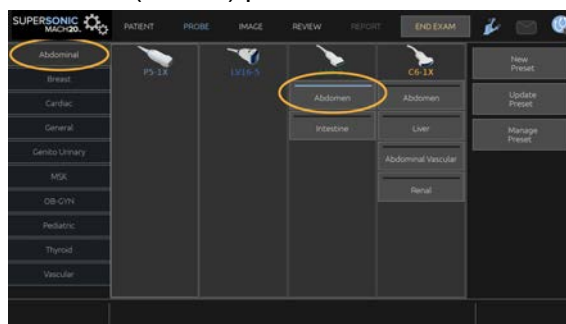 SUPERSONIC
MACH20.
PATIENT
PROBE
IMAGE
REVIEW
REPORT
END EXAM
Abdominal
Breast
Cardiac
General
Genito Urinary
MSK
OB-GYN
Pediatric
Thyroid
Vascular
P5-1X
LV16-5
C6-1X
Abdomen
Intestine
Abdomen
Liver
Abdominal Vascular
Renal
New
Preset
Update
Preset
Manage
Preset